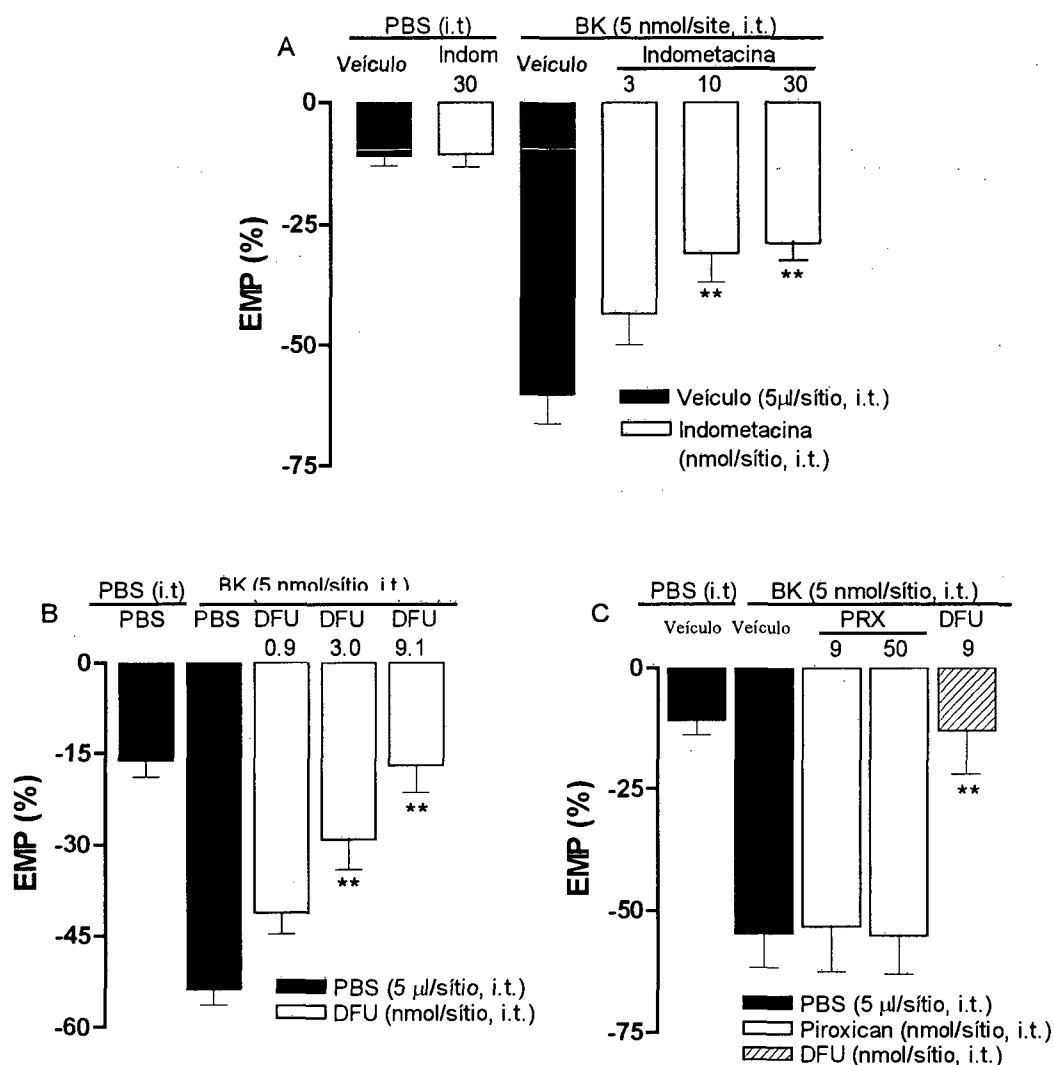 A
PBS (i.t)
BK (5 nmol/site, i.t.)
Veículo
Indom
30
Veículo
Indometacina
3
10
30
0
-25
-50
-75
EMP (%)
**
**
Veículo (5µl/sítio, i.t.)
Indometacina
(nmol/sítio, i.t.)
B
PBS (i.t)
BK (5 nmol/sítio, i.t.)
PBS
PBS
DFU
DFU
DFU
0.9
3.0
9.1
0
-15
-30
-45
-60
EMP (%)
**
**
PBS (5 µl/sítio, i.t.)
DFU (nmol/sítio, i.t.)
C
PBS (i.t)
BK (5 nmol/sítio, i.t.)
Veículo
Veículo
PRX
DFU
9
50
9
0
-25
-50
-75
EMP (%)
**
PBS (5 µl/sítio, i.t.)
Piroxican (nmol/sítio, i.t.)
DFU (nmol/sítio, i.t.)